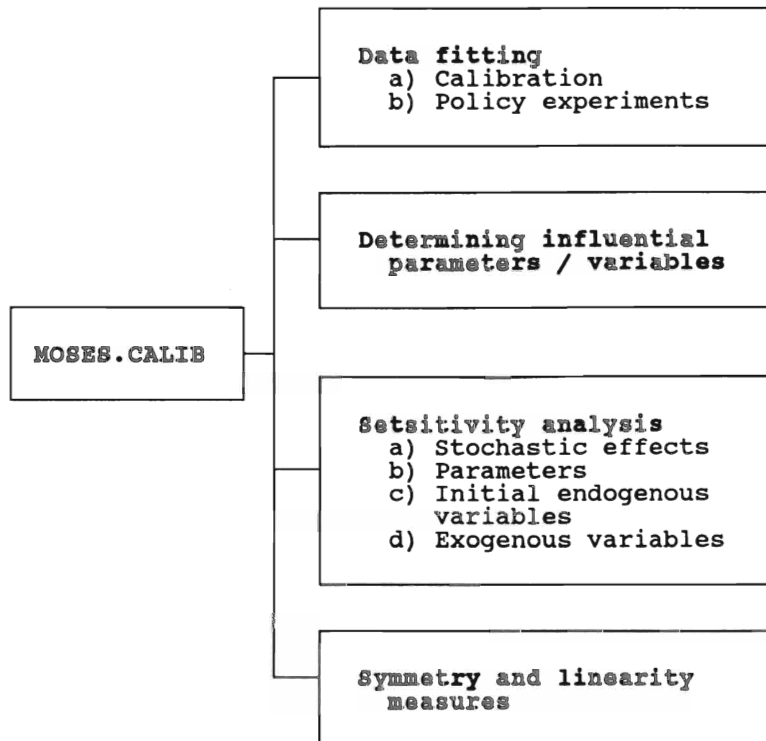 Data fitting
a) Calibration
b) Policy experiments
Determining influential
parameters / variables
MOSES.CALIB
Setsitivity analysis
a) Stochastic effects
b) Parameters
c) Initial endogenous
variables
d) Exogenous variables
Symmetry and linearity
measures